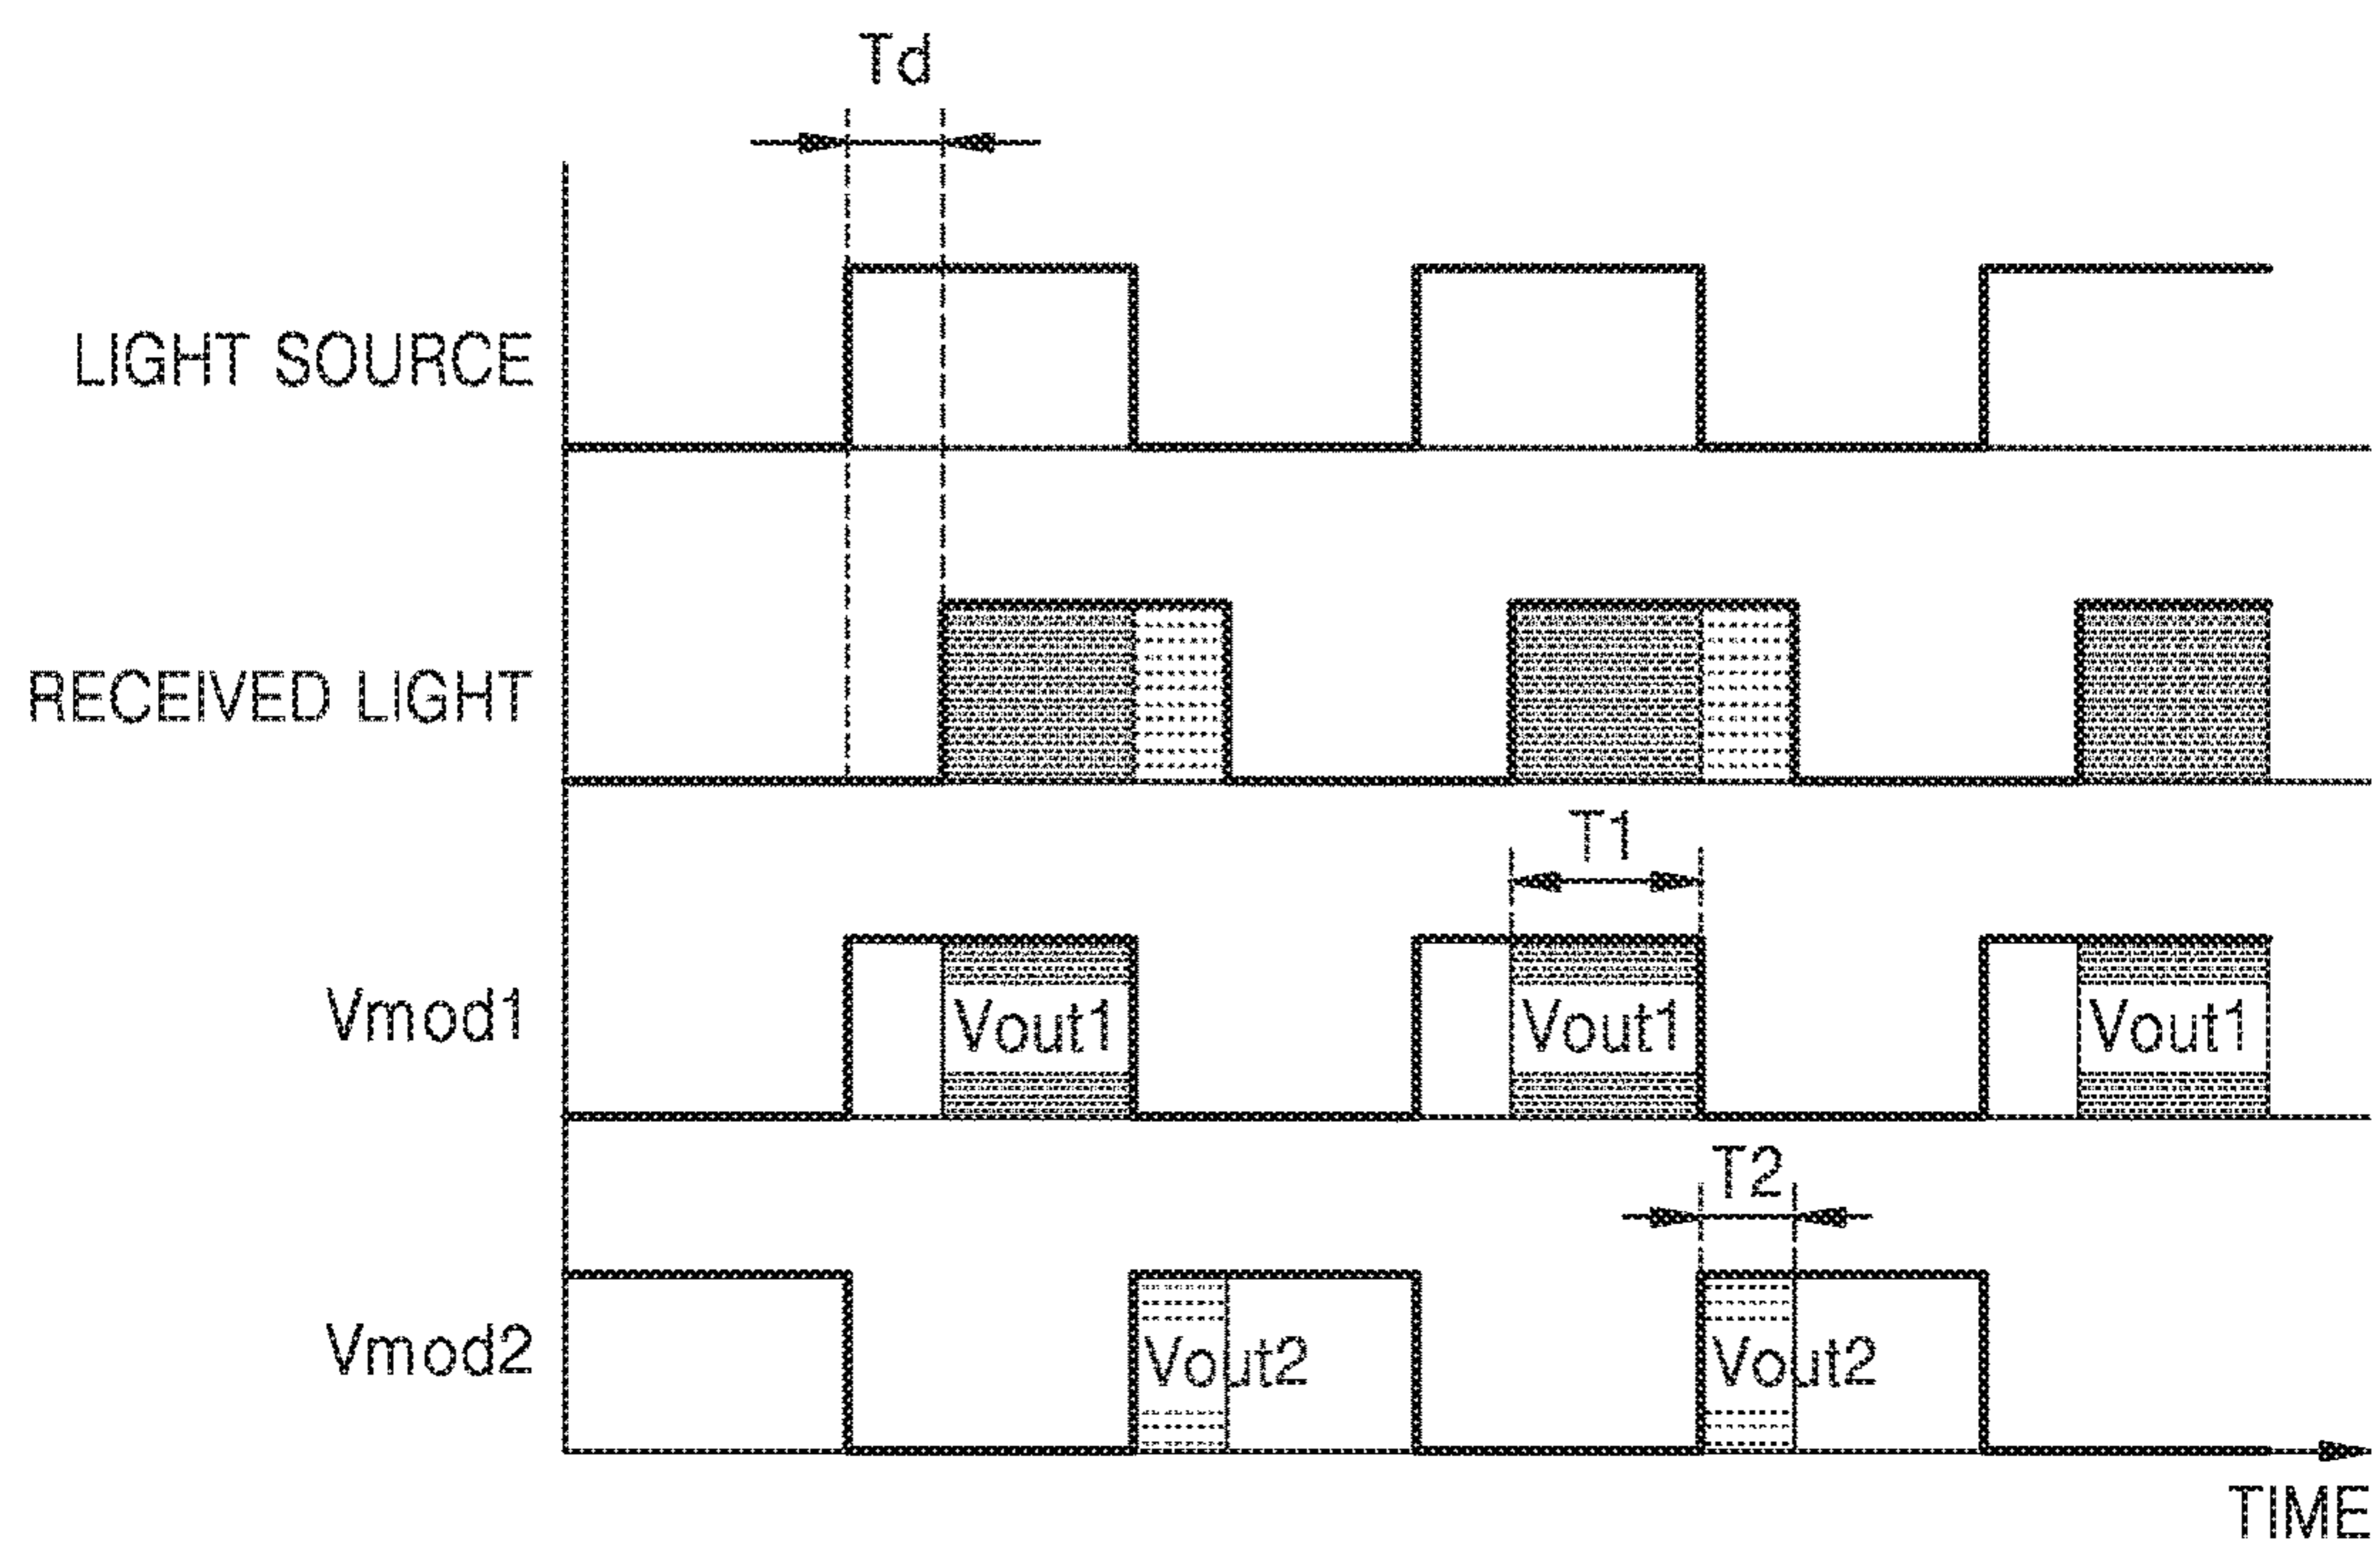 Td
LIGHT SOURCE
RECEIVED LIGHT
T1
Vmod1
Vout1
Vout1
Vout1
T2
Vmod2
Vout2
Vout2
TIME